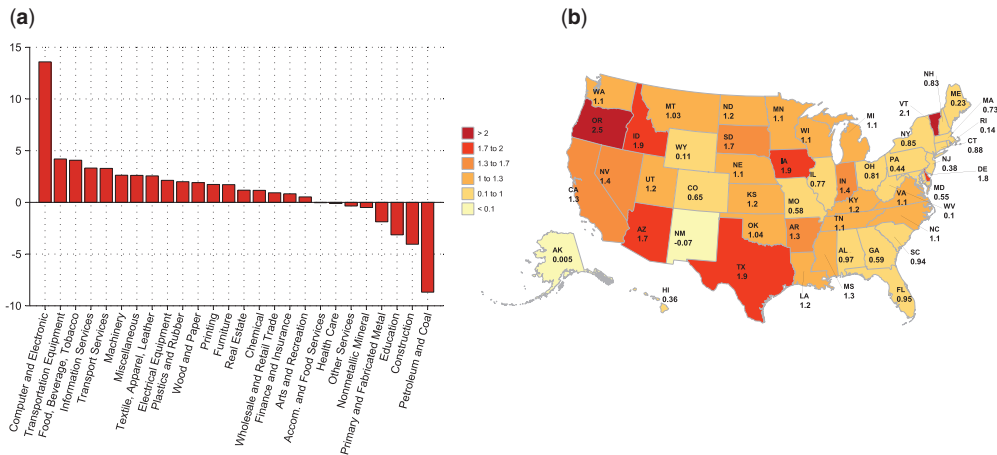 (a)
(b)
15
10
5
0
-5
-10
Computer and Electronic
Transportation Equipment
Food, Beverage, Tobacco
Information Services
Transport Services
Machinery
Miscellaneous
Textile, Apparel, Leather
Electrical Equipment
Plastics and Rubber
Wood and Paper
Printing
Furniture
Real Estate
Chemical
Wholesale and Retail Trade
Finance and Insurance
Arts and Recreation
Accom. and Food Services
Health Care
Other Services
Nonmetallic Mineral
Primary and Fabricated Metal
Education
Construction
Petroleum and Coal
> 2
1.7 to 2
1.3 to 1.7
1 to 1.3
0.1 to 1
< 0.1
WA
1.1
OR
2.5
ID
1.9
MT
1.03
ND
1.2
MN
1.1
SD
1.7
WI
1.1
MI
1.1
WY
0.11
NE
1.1
IA
1.9
NV
1.4
UT
1.2
CO
0.65
KS
1.2
MO
0.58
IL
0.77
IN
1.4
OH
0.81
KY
1.2
CA
1.3
AZ
1.7
NM
-0.07
OK
1.04
AR
1.3
TN
1.1
TX
1.9
LA
1.2
MS
1.3
AL
0.97
GA
0.59
FL
0.95
SC
0.94
NC
1.1
VA
1.1
WV
0.1
MD
0.55
DE
1.8
NJ
0.38
PA
0.44
NY
0.85
CT
0.88
RI
0.14
MA
0.73
ME
0.23
NH
0.83
VT
2.1
AK
0.005
HI
0.36